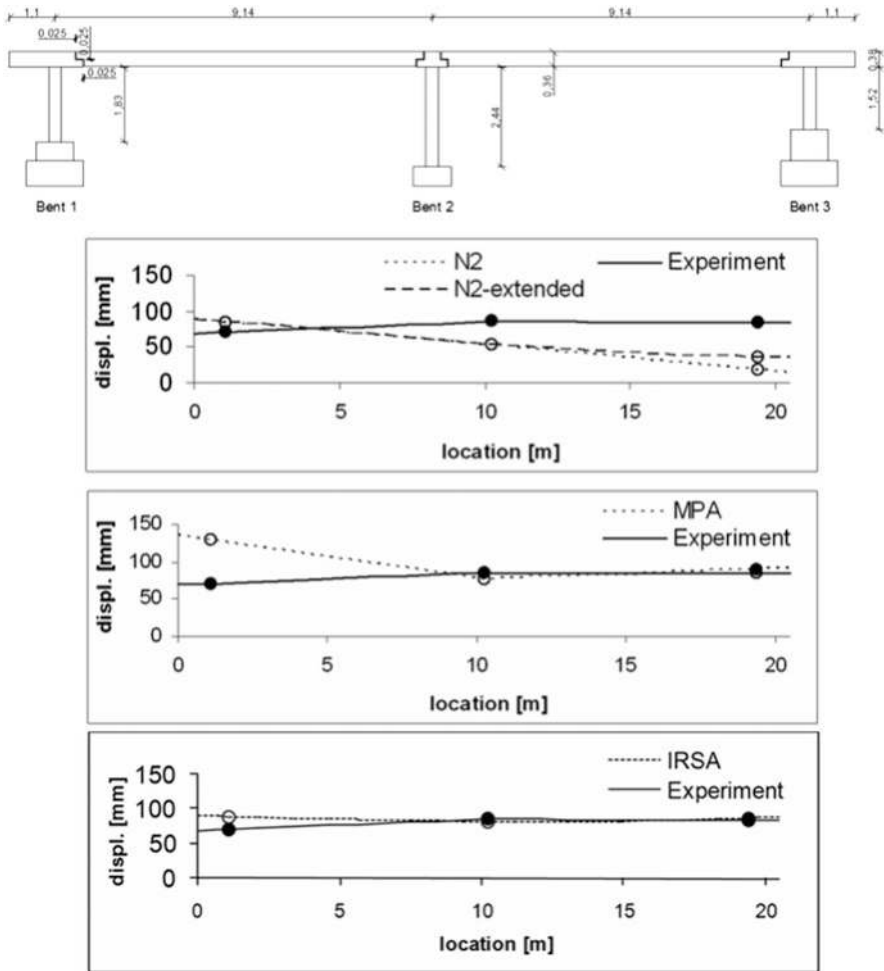 1,1 9,14 9,14 1,1
0,025
0,025
0,025
1,83
2,44
0,36
0,38
1,52
Bent 1 Bent 2 Bent 3
N2 Experiment
N2-extended
displ. [mm]
150
100
50
0
0 5 10 15 20
location [m]
MPA
Experiment
displ. [mm]
150
100
50
0
0 5 10 15 20
location [m]
IRSA
Experiment
displ. [mm]
150
100
50
0
0 5 10 15 20
location [m]